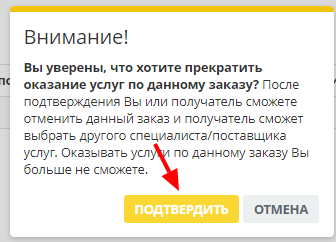 Внимание!
Вы уверены, что хотите прекратить
оказание услуг по данному заказу? После
подтверждения Вы или получатель сможете
отменить данный заказ и получатель сможет
выбрать другого специалиста/поставщика
услуг. Оказывать услуги по данному заказу Вы
больше не сможете.
ПОДТВЕРДИТЬ ОТМЕНА